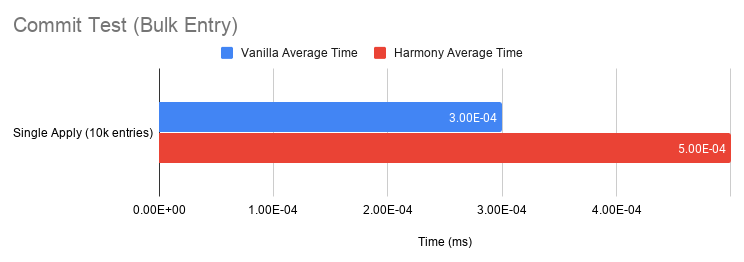 Commit Test (Bulk Entry)
Vanilla Average Time Harmony Average Time
Single Apply (10k entries)
3.00E-04
5.00E-04
0.00E+00 1.00E-04 2.00E-04 3.00E-04 4.00E-04
Time (ms)